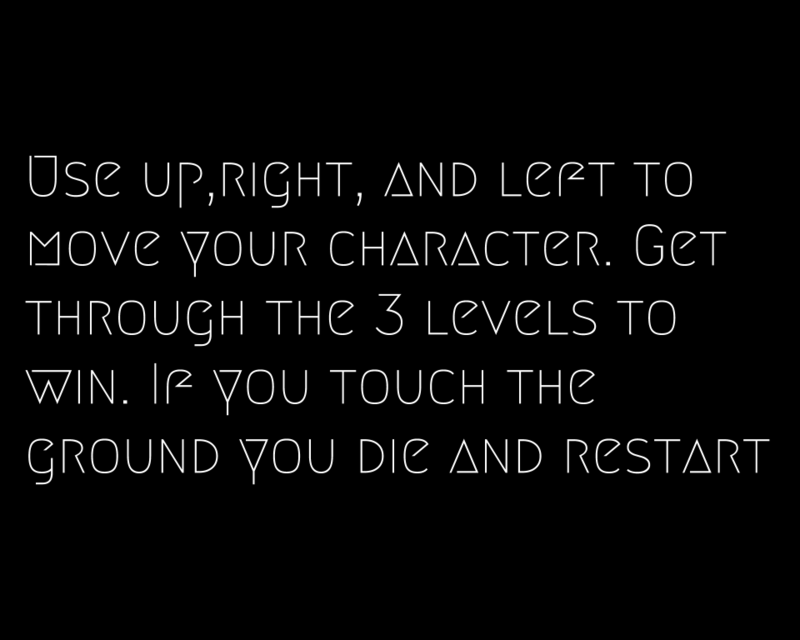 Use up,right, and left to
move your character. Get
through the 3 levels to
win. If you touch the
ground you die and restart